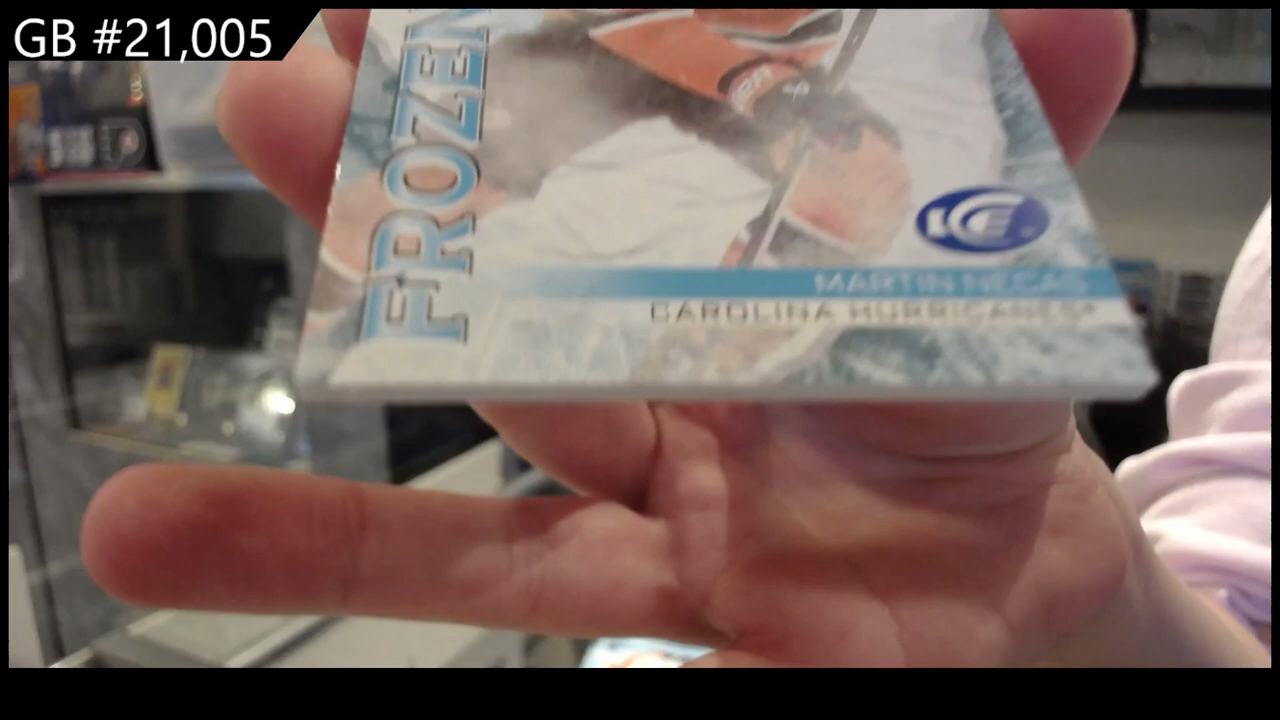 GB #21,005
FROZEN
ICE
MARTIN NECAS
CAROLINA HURRICANES